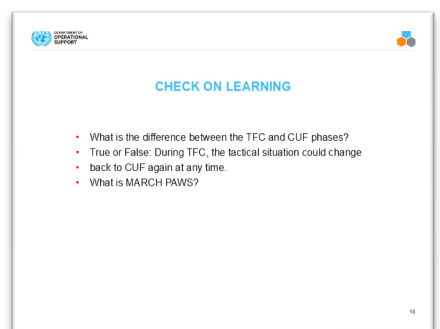 DEPARTMENT OF
OPERATIONAL
SUPPORT
CHECK ON LEARNING
• What is the difference between the TFC and CUF phases?
• True or False: During TFC, the tactical situation could change
• back to CUF again at any time.
• What is MARCH PAWS?
18